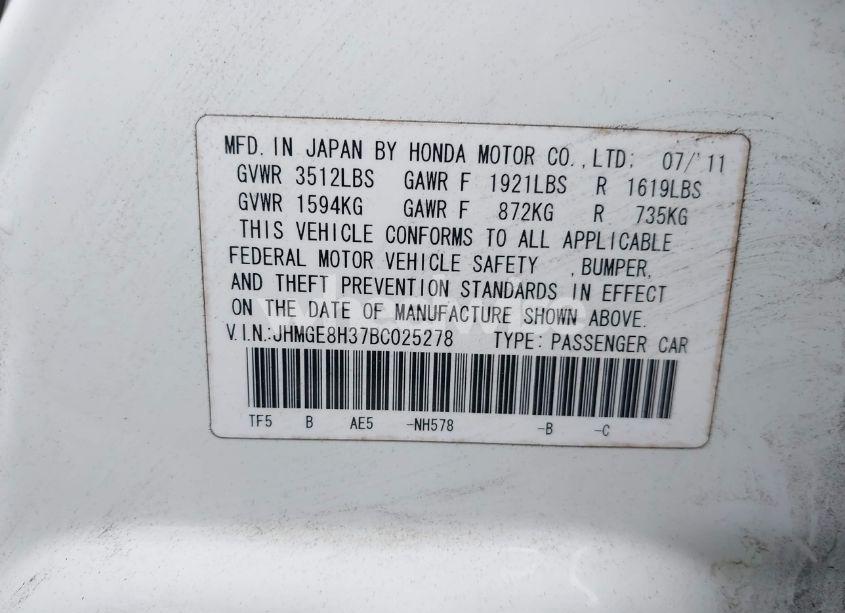 MFD. IN JAPAN BY HONDA MOTOR CO., LTD; 07/'11
GVWR 3512LBS GAWR F 1921LBS R 1619LBS
GVWR 1594KG GAWR F 872KG R 735KG
THIS VEHICLE CONFORMS TO ALL APPLICABLE
FEDERAL MOTOR VEHICLE SAFETY , BUMPER,
AND THEFT PREVENTION STANDARDS IN EFFECT
ON THE DATE OF MANUFACTURE SHOWN ABOVE.
V.I.N.:JHMGE8H37BC025278 TYPE: PASSENGER CAR
TF5 B AE5 -NH578 -B -C